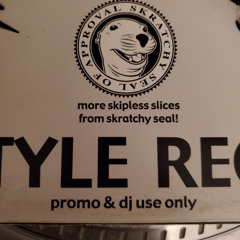 SKRATCHY SEAL OF APPROVAL
more skipless slices
from skratchy seal!
TYLE REC
promo & dj use only